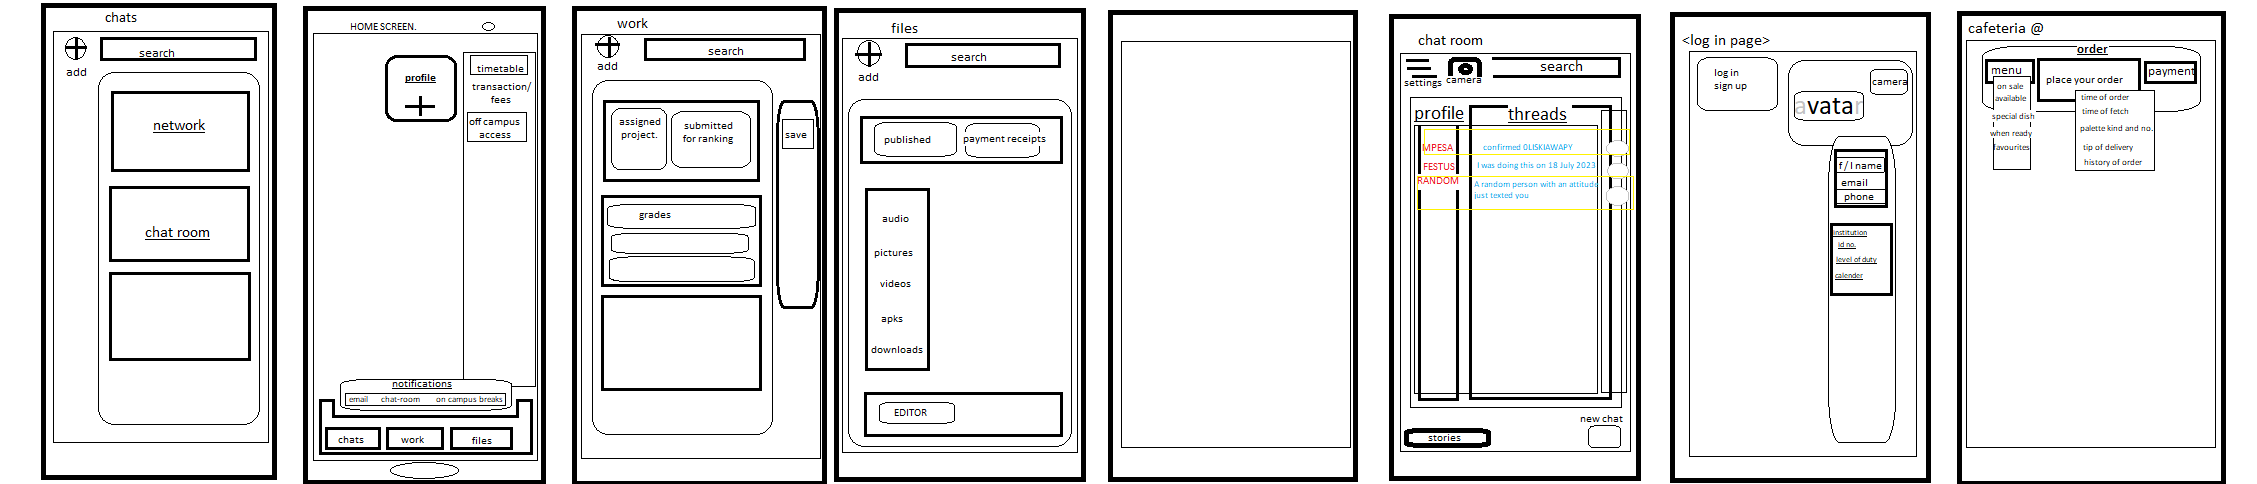 chats
add
search
network
chat room
HOME SCREEN.
profile
timetable
transaction/
fees
off campus
access
notifications
email chat-room on campus breaks
chats work files
work
add
search
assigned
project.
submitted
for ranking
save
grades
files
add
search
published
payment receipts
audio
pictures
videos
apks
downloads
EDITOR
chat room
settings
camera
search
profile
threads
MPESA
confirmed 0LISKIAWAPY
FESTUS
I was doing this on 18 July 2023
RANDOM
A random person with an attitude
just texted you
new chat
stories
<log in page>
log in
sign up
camera
avatar
f / l name
email
phone
institution
id no.
level of duty
calender
cafeteria @
order
menu
place your order
payment
on sale
available
special dish
when ready
favourites
time of order
time of fetch
palette kind and no.
tip of delivery
history of order